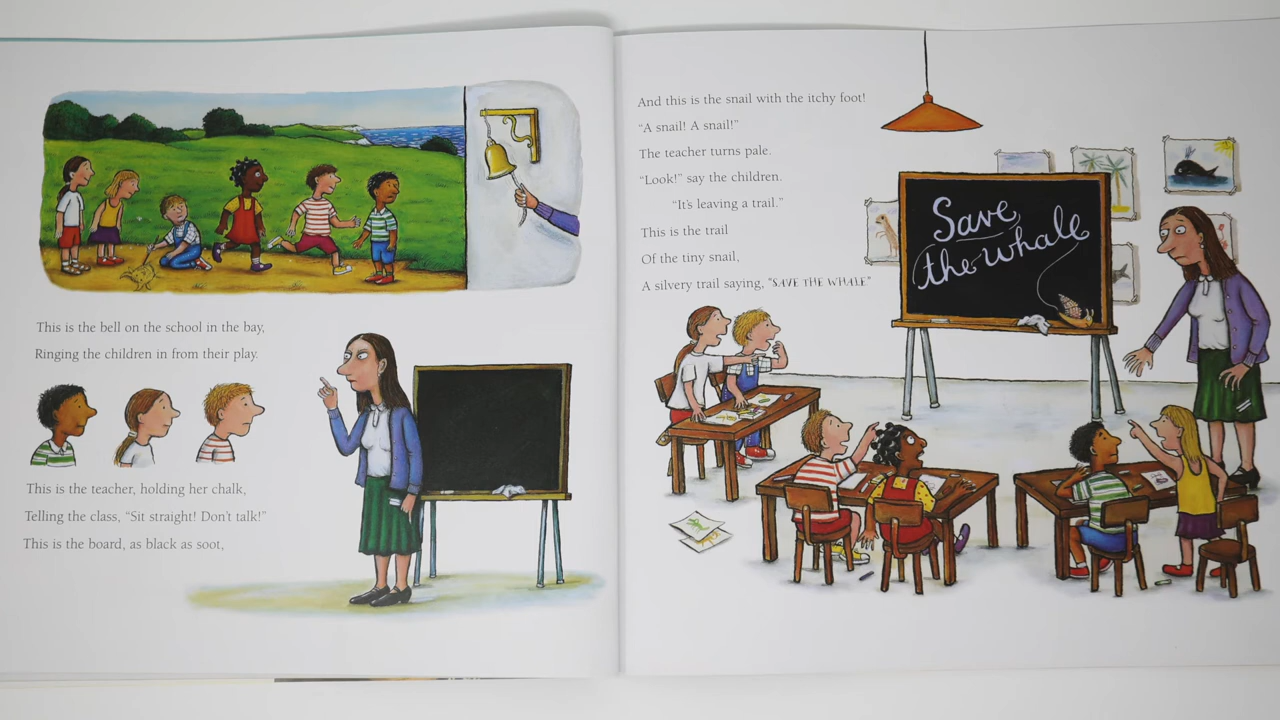 This is the bell on the school in the bay,
Ringing the children in from their play.
This is the teacher, holding her chalk,
Telling the class, “Sit straight! Don’t talk!”
This is the board, as black as soot,
And this is the snail with the itchy foot!
“A snail! A snail!”
The teacher turns pale.
“Look!” say the children.
“It’s leaving a trail.”
This is the trail
Of the tiny snail,
A silvery trail saying, “SAVE THE WHALE”
Save
the whale